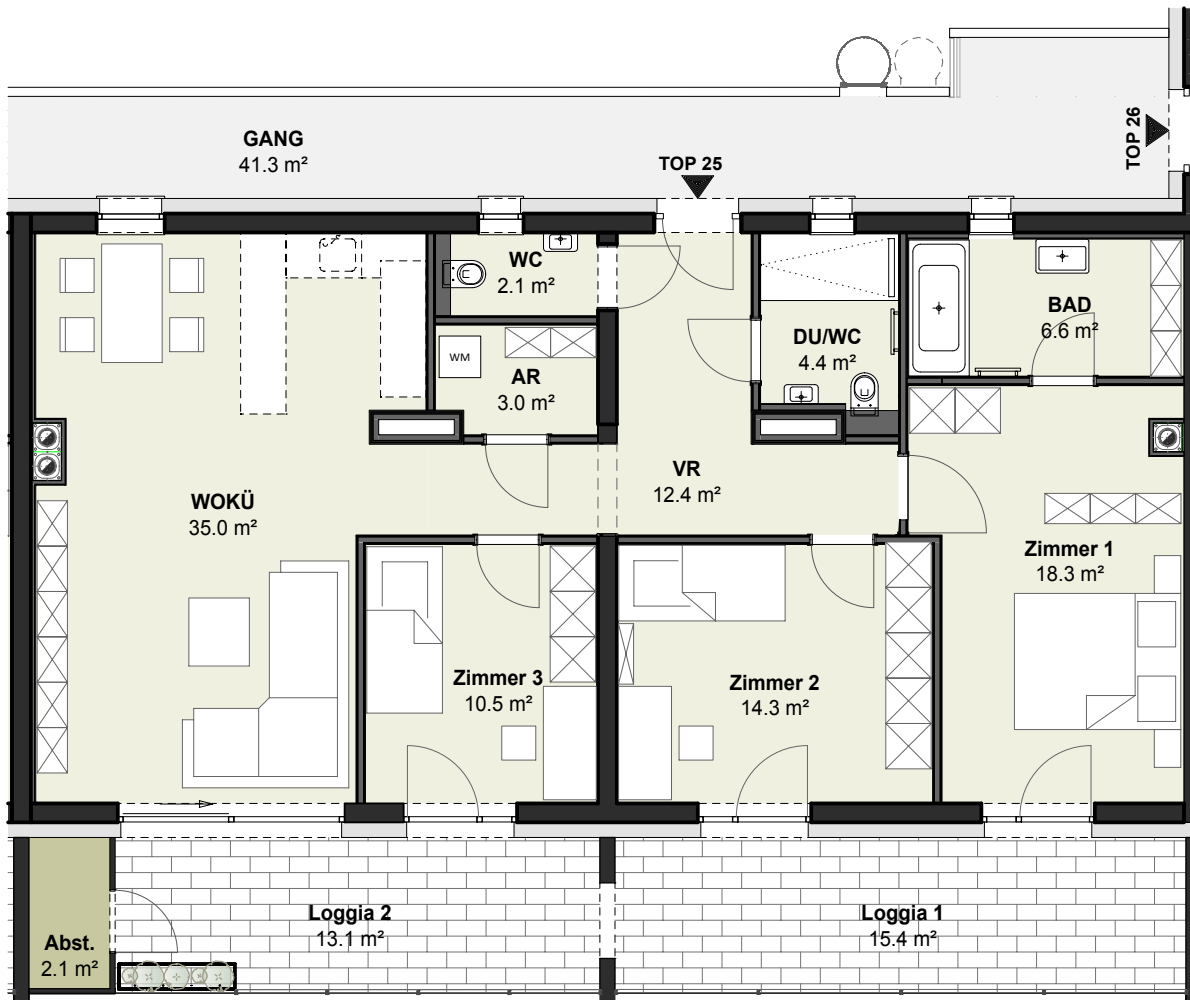 GANG
41.3 m²
TOP 25
TOP 26
WC
2.1 m²
DU/WC
4.4 m²
BAD
6.6 m²
WM
AR
3.0 m²
VR
12.4 m²
WOKÜ
35.0 m²
Zimmer 1
18.3 m²
Zimmer 3
10.5 m²
Zimmer 2
14.3 m²
Loggia 2
13.1 m²
Loggia 1
15.4 m²
Abst.
2.1 m²